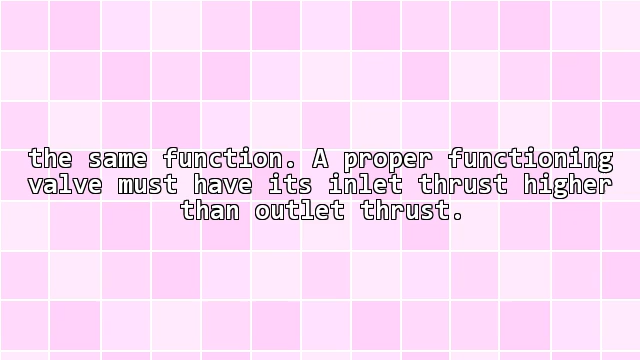 the same function. A proper functioning
valve must have its inlet thrust higher
than outlet thrust.